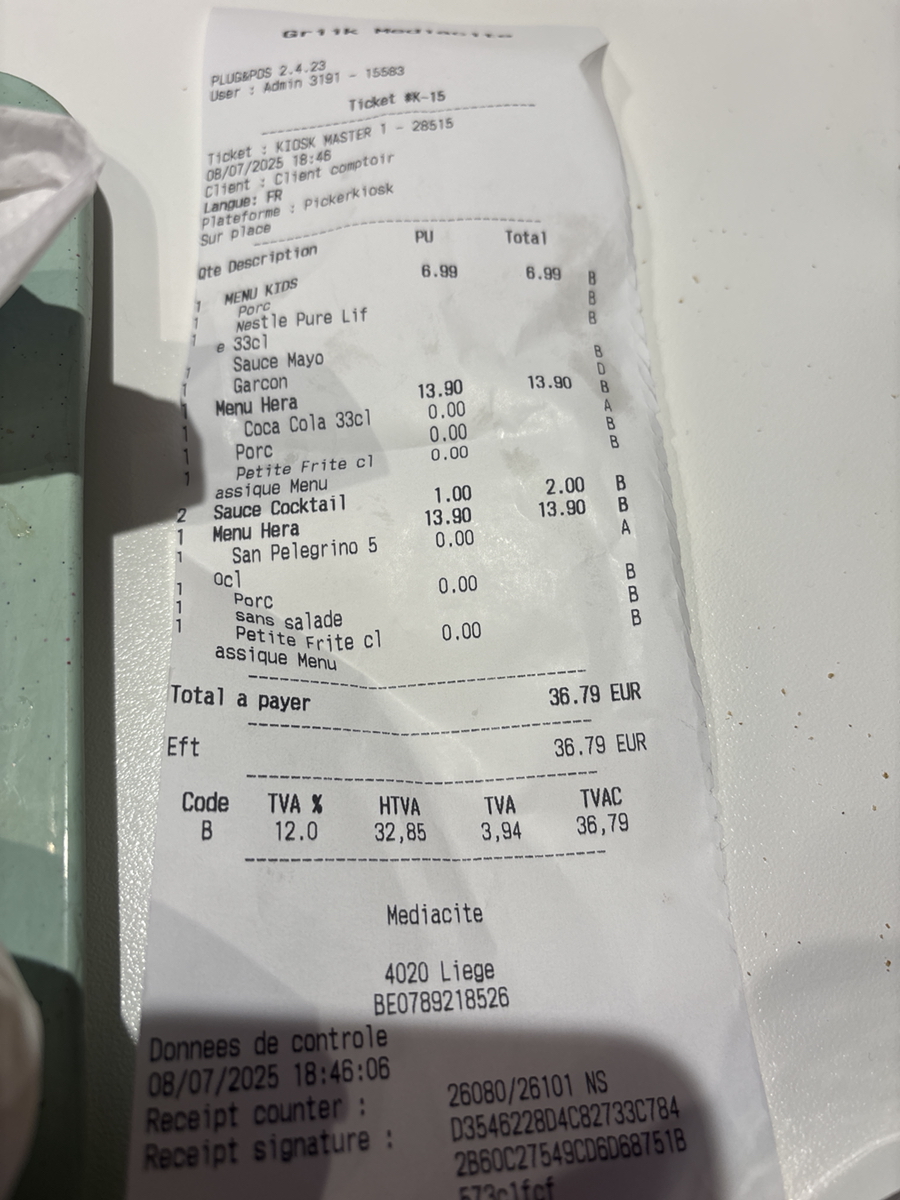 Griik Mediacite
PLUG&POS 2.4.23
User : Admin 3191 - 15583
Ticket #K-15
Ticket : KIOSK MASTER 1 - 28515
08/07/2025 18:46
Client : Client comptoir
Langue: FR
Plateforme : Pickerkiosk
Sur place
Qte Description PU Total
1 MENU KIDS 6.99 6.99 B
1 Porc B
1 Nestle Pure Lif B
e 33cl
1 Sauce Mayo B
1 Garcon D
1 Menu Hera 13.90 13.90 B
1 Coca Cola 33cl 0.00 A
1 Porc 0.00 B
1 Petite Frite cl 0.00 B
assique Menu
2 Sauce Cocktail 1.00 2.00 B
1 Menu Hera 13.90 13.90 B
1 San Pelegrino 5 0.00 A
0cl
1 Porc 0.00 B
1 sans salade B
1 Petite Frite cl 0.00 B
assique Menu
Total a payer 36.79 EUR
Eft 36.79 EUR
Code TVA % HTVA TVA TVAC
B 12.0 32,85 3,94 36,79
Mediacite
4020 Liege
BE0789218526
Donnees de controle
08/07/2025 18:46:06
Receipt counter : 26080/26101 NS
Receipt signature : D3546228D4C82733C784
2B60C27549CD6D68751B